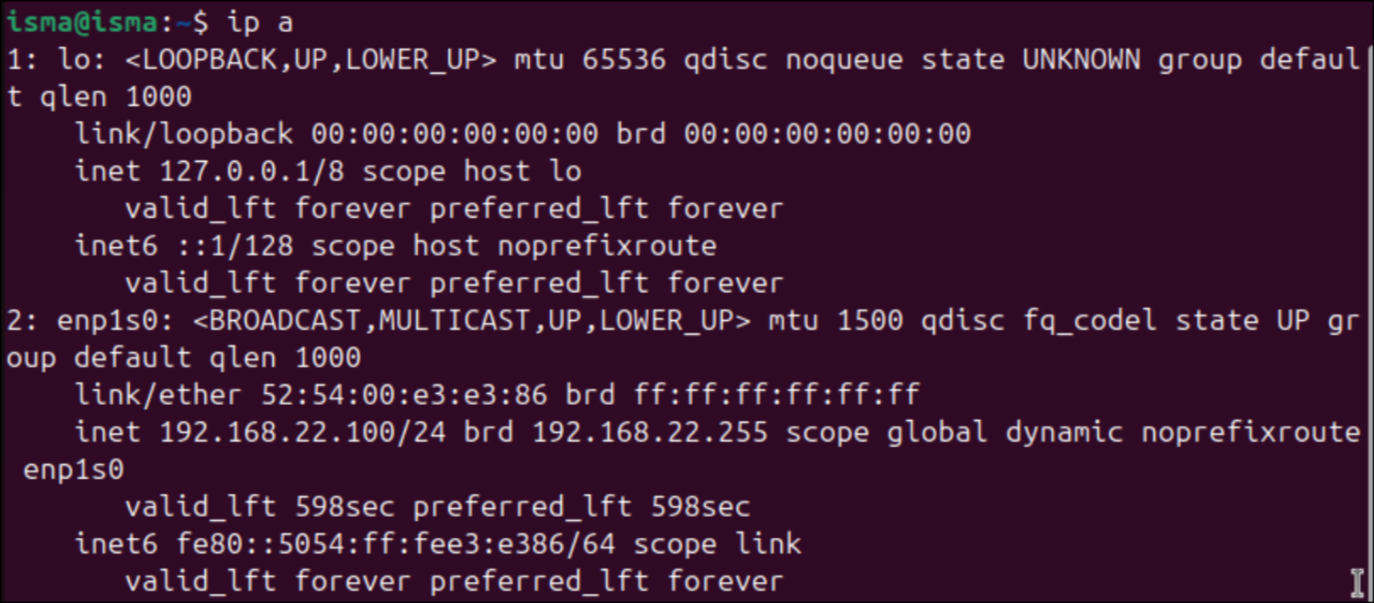 isma@isma:~$ ip a
1: lo: <LOOPBACK,UP,LOWER_UP> mtu 65536 qdisc noqueue state UNKNOWN group defaul
t qlen 1000
    link/loopback 00:00:00:00:00:00 brd 00:00:00:00:00:00
    inet 127.0.0.1/8 scope host lo
       valid_lft forever preferred_lft forever
    inet6 ::1/128 scope host noprefixroute
       valid_lft forever preferred_lft forever
2: enp1s0: <BROADCAST,MULTICAST,UP,LOWER_UP> mtu 1500 qdisc fq_codel state UP gr
oup default qlen 1000
    link/ether 52:54:00:e3:e3:86 brd ff:ff:ff:ff:ff:ff
    inet 192.168.22.100/24 brd 192.168.22.255 scope global dynamic noprefixroute
 enp1s0
       valid_lft 598sec preferred_lft 598sec
    inet6 fe80::5054:ff:fee3:e386/64 scope link
       valid_lft forever preferred_lft forever